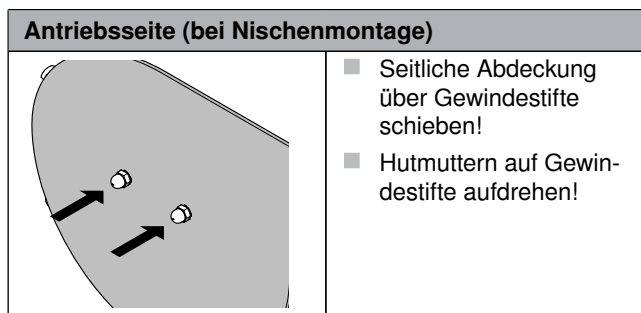 Antriebsseite (bei Nischenmontage)
Seitliche Abdeckung
über Gewindestifte
schieben!
Hutmuttern auf Gewin-
destifte aufdrehen!